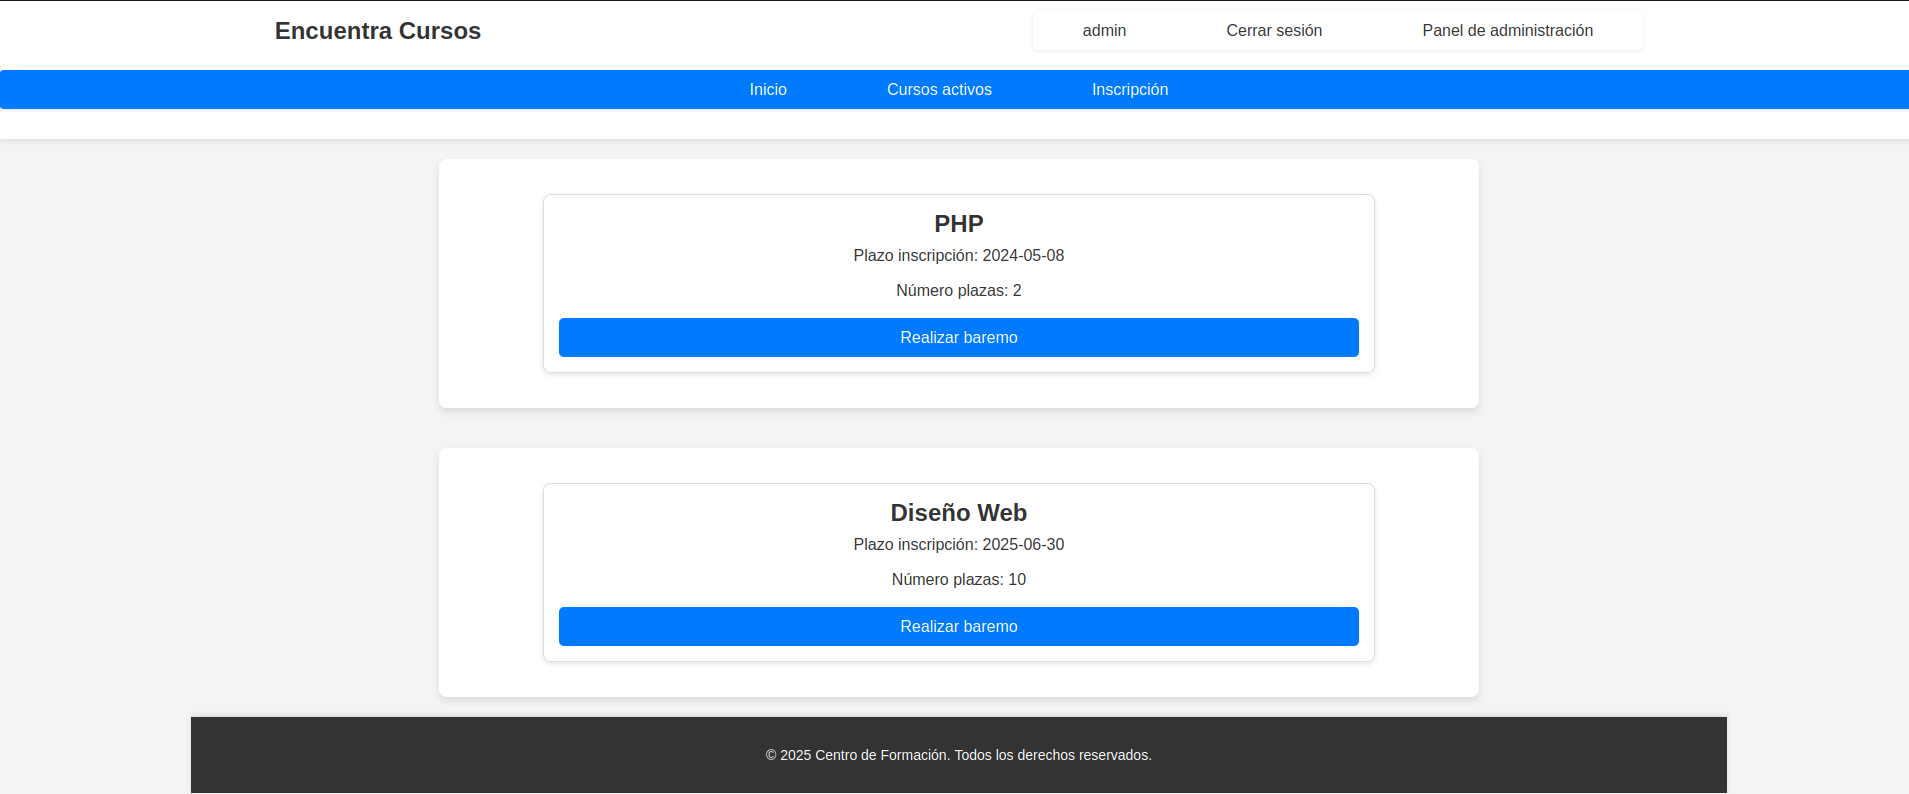 Encuentra Cursos
admin Cerrar sesión Panel de administración
Inicio Cursos activos Inscripción
PHP
Plazo inscripción: 2024-05-08
Número plazas: 2
Realizar baremo
Diseño Web
Plazo inscripción: 2025-06-30
Número plazas: 10
Realizar baremo
© 2025 Centro de Formación. Todos los derechos reservados.